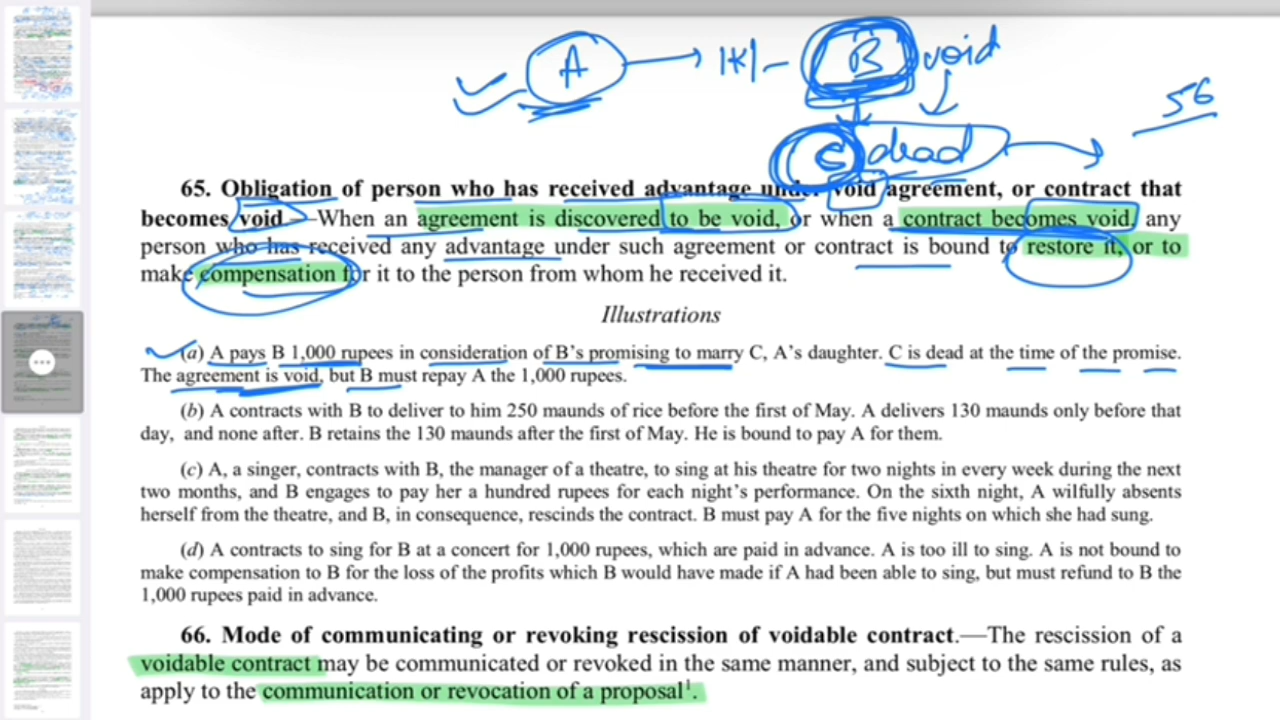 A → 1K - B void
C dead
56
65. Obligation of person who has received advantage under void agreement, or contract that
becomes void.—When an agreement is discovered to be void, or when a contract becomes void, any
person who has received any advantage under such agreement or contract is bound to restore it, or to
make compensation for it to the person from whom he received it.
Illustrations
(a) A pays B 1,000 rupees in consideration of B’s promising to marry C, A’s daughter. C is dead at the time of the promise.
The agreement is void, but B must repay A the 1,000 rupees.
(b) A contracts with B to deliver to him 250 maunds of rice before the first of May. A delivers 130 maunds only before that
day, and none after. B retains the 130 maunds after the first of May. He is bound to pay A for them.
(c) A, a singer, contracts with B, the manager of a theatre, to sing at his theatre for two nights in every week during the next
two months, and B engages to pay her a hundred rupees for each night’s performance. On the sixth night, A wilfully absents
herself from the theatre, and B, in consequence, rescinds the contract. B must pay A for the five nights on which she had sung.
(d) A contracts to sing for B at a concert for 1,000 rupees, which are paid in advance. A is too ill to sing. A is not bound to
make compensation to B for the loss of the profits which B would have made if A had been able to sing, but must refund to B the
1,000 rupees paid in advance.
66. Mode of communicating or revoking rescission of voidable contract.—The rescission of a
voidable contract may be communicated or revoked in the same manner, and subject to the same rules, as
apply to the communication or revocation of a proposal¹.